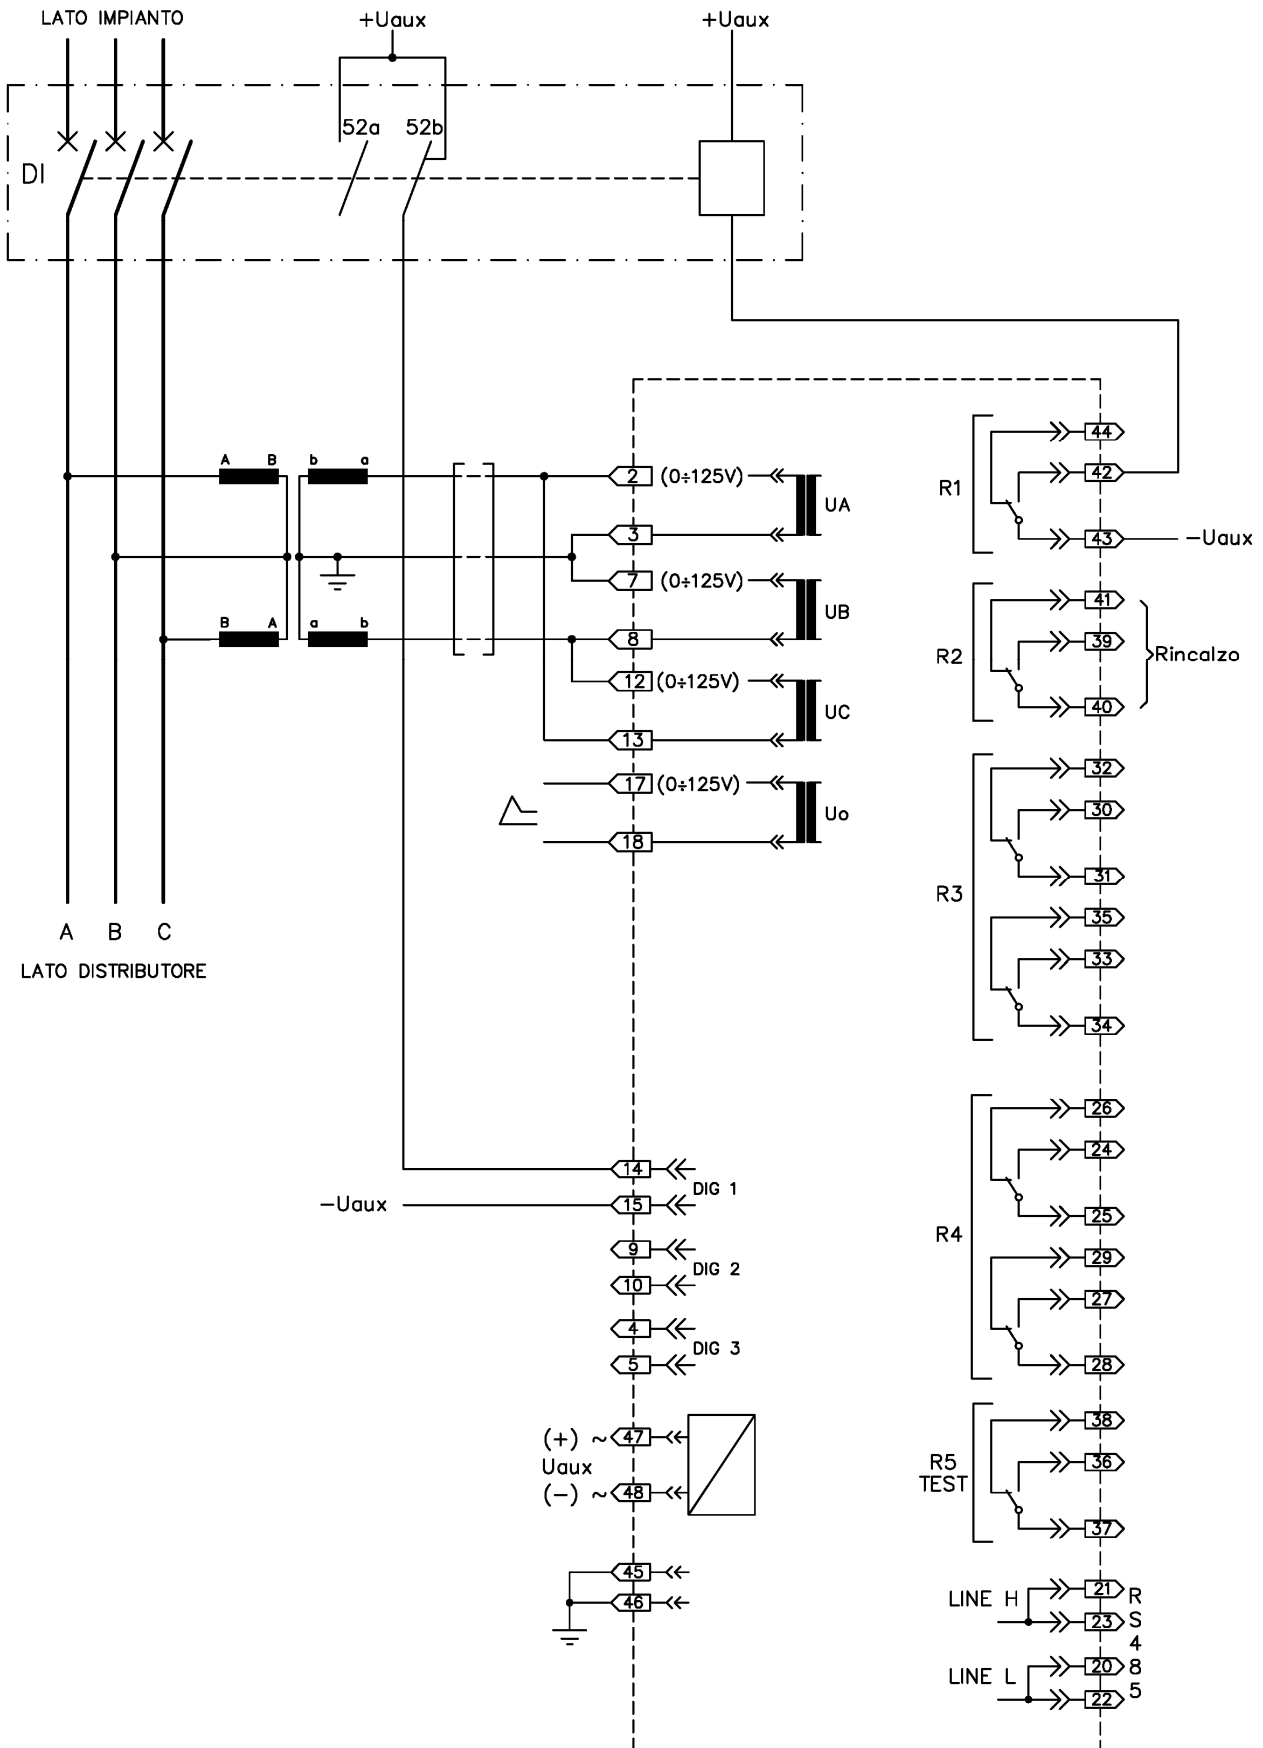 LATO IMPIANTO
+Uaux
+Uaux
52a
52b
DI
44
A B b a
2 (0÷125V)
UA
3
R1
42
43
-Uaux
7 (0÷125V)
UB
B A a b
8
41
R2
39
Rincalzo
40
12 (0÷125V)
UC
13
17 (0÷125V)
Uo
18
32
30
31
R3
35
33
34
A B C
LATO DISTRIBUTORE
14
DIG 1
-Uaux
15
9
DIG 2
10
4
DIG 3
5
26
24
25
R4
29
27
28
(+) ~ 47
Uaux
(-) ~ 48
38
R5
TEST
36
37
45
46
LINE H
21
23
LINE L
20
22
R
S
4
8
5